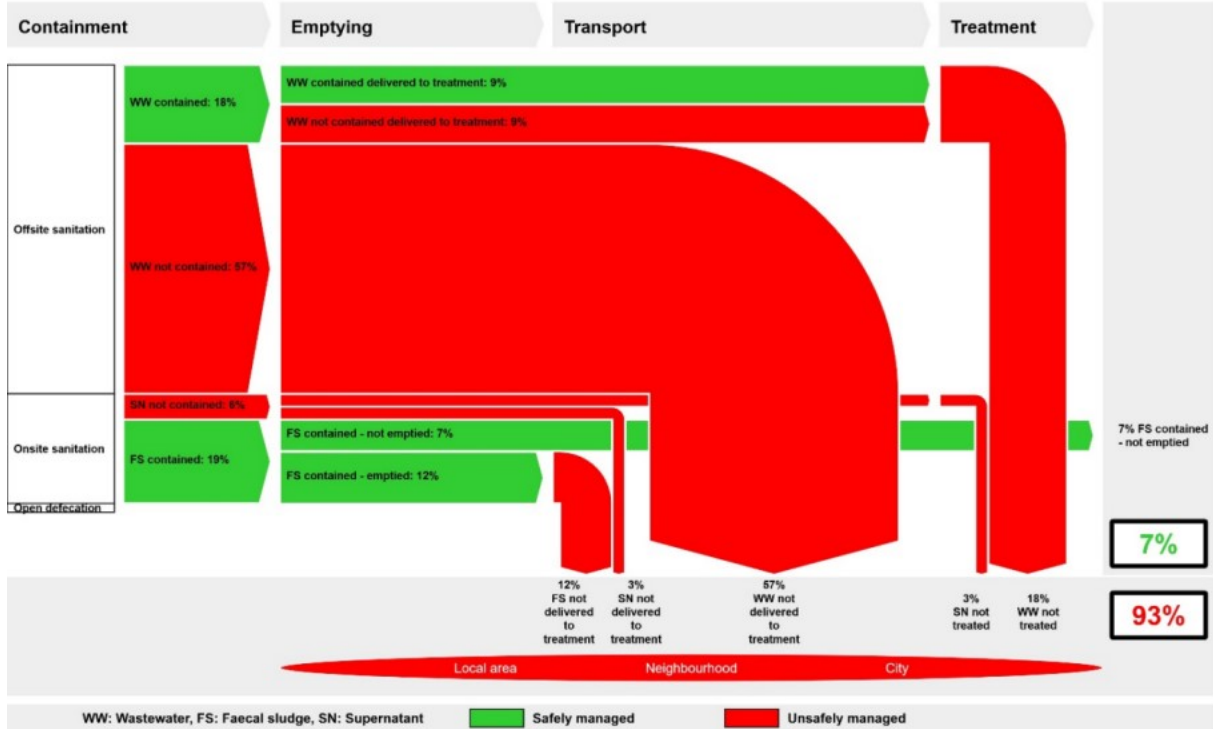 Containment
Emptying
Transport
Treatment
Offsite sanitation
WW contained: 18%
WW contained delivered to treatment: 9%
WW not contained delivered to treatment: 9%
WW not contained: 57%
Onsite sanitation
SN not contained: 6%
FS contained: 19%
FS contained - not emptied: 7%
FS contained - emptied: 12%
Open defecation
7% FS contained
- not emptied
7%
12%
FS not
delivered
to
treatment
3%
SN not
delivered
to
treatment
57%
WW not
delivered
to
treatment
3%
SN not
treated
18%
WW not
treated
93%
Local area
Neighbourhood
City
WW: Wastewater, FS: Faecal sludge, SN: Supernatant
Safely managed
Unsafely managed